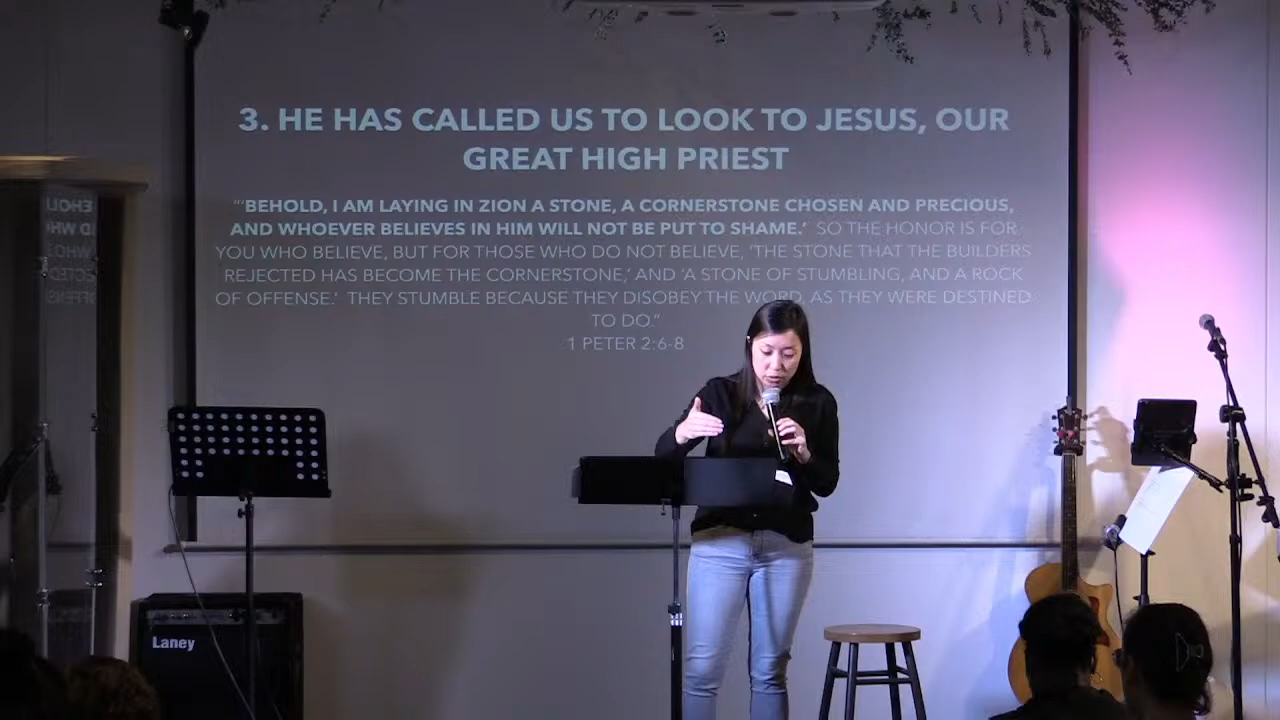 3. HE HAS CALLED US TO LOOK TO JESUS, OUR
GREAT HIGH PRIEST
"'BEHOLD, I AM LAYING IN ZION A STONE, A CORNERSTONE CHOSEN AND PRECIOUS,
AND WHOEVER BELIEVES IN HIM WILL NOT BE PUT TO SHAME.' SO THE HONOR IS FOR
YOU WHO BELIEVE, BUT FOR THOSE WHO DO NOT BELIEVE, 'THE STONE THAT THE BUILDERS
REJECTED HAS BECOME THE CORNERSTONE,' AND 'A STONE OF STUMBLING, AND A ROCK
OF OFFENSE.' THEY STUMBLE BECAUSE THEY DISOBEY THE WORD, AS THEY WERE DESTINED
TO DO."
1 PETER 2:6-8
Laney